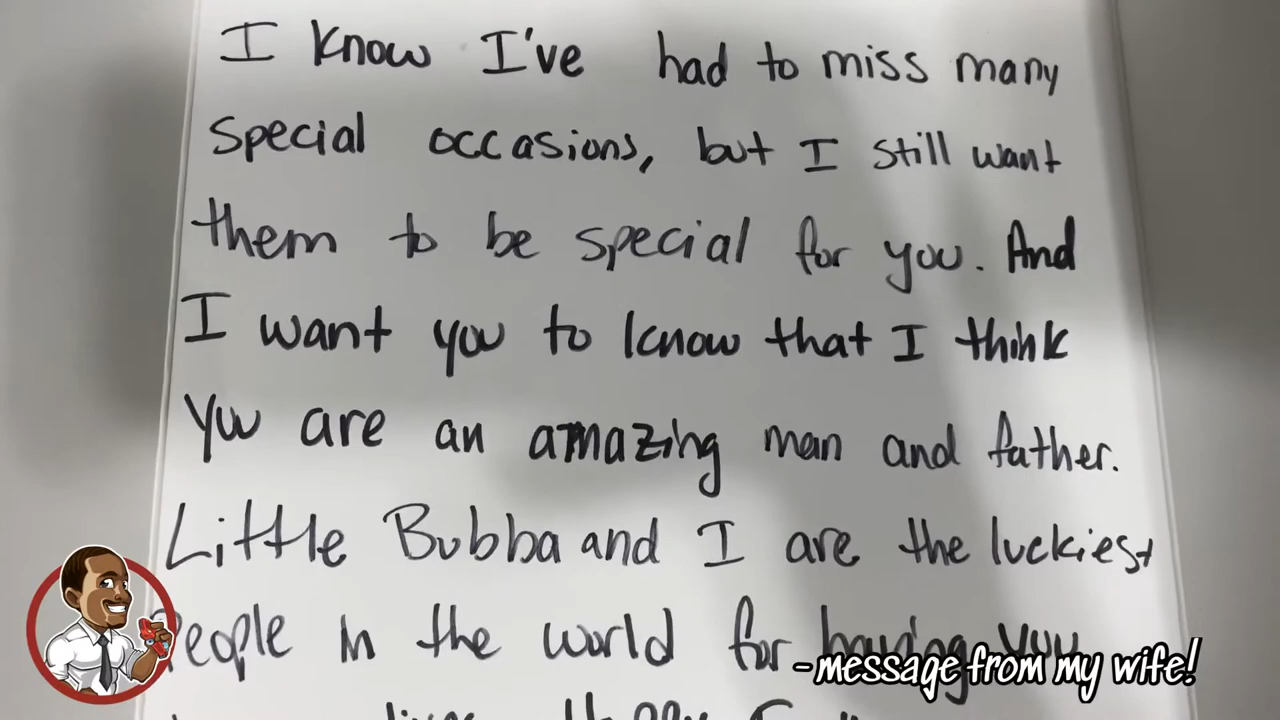 I know I've had to miss many
special occasions, but I still want
them to be special for you. And
I want you to know that I think
you are an amazing man and father.
Little Bubba and I are the luckiest
People in the world for having you
-message from my wife!